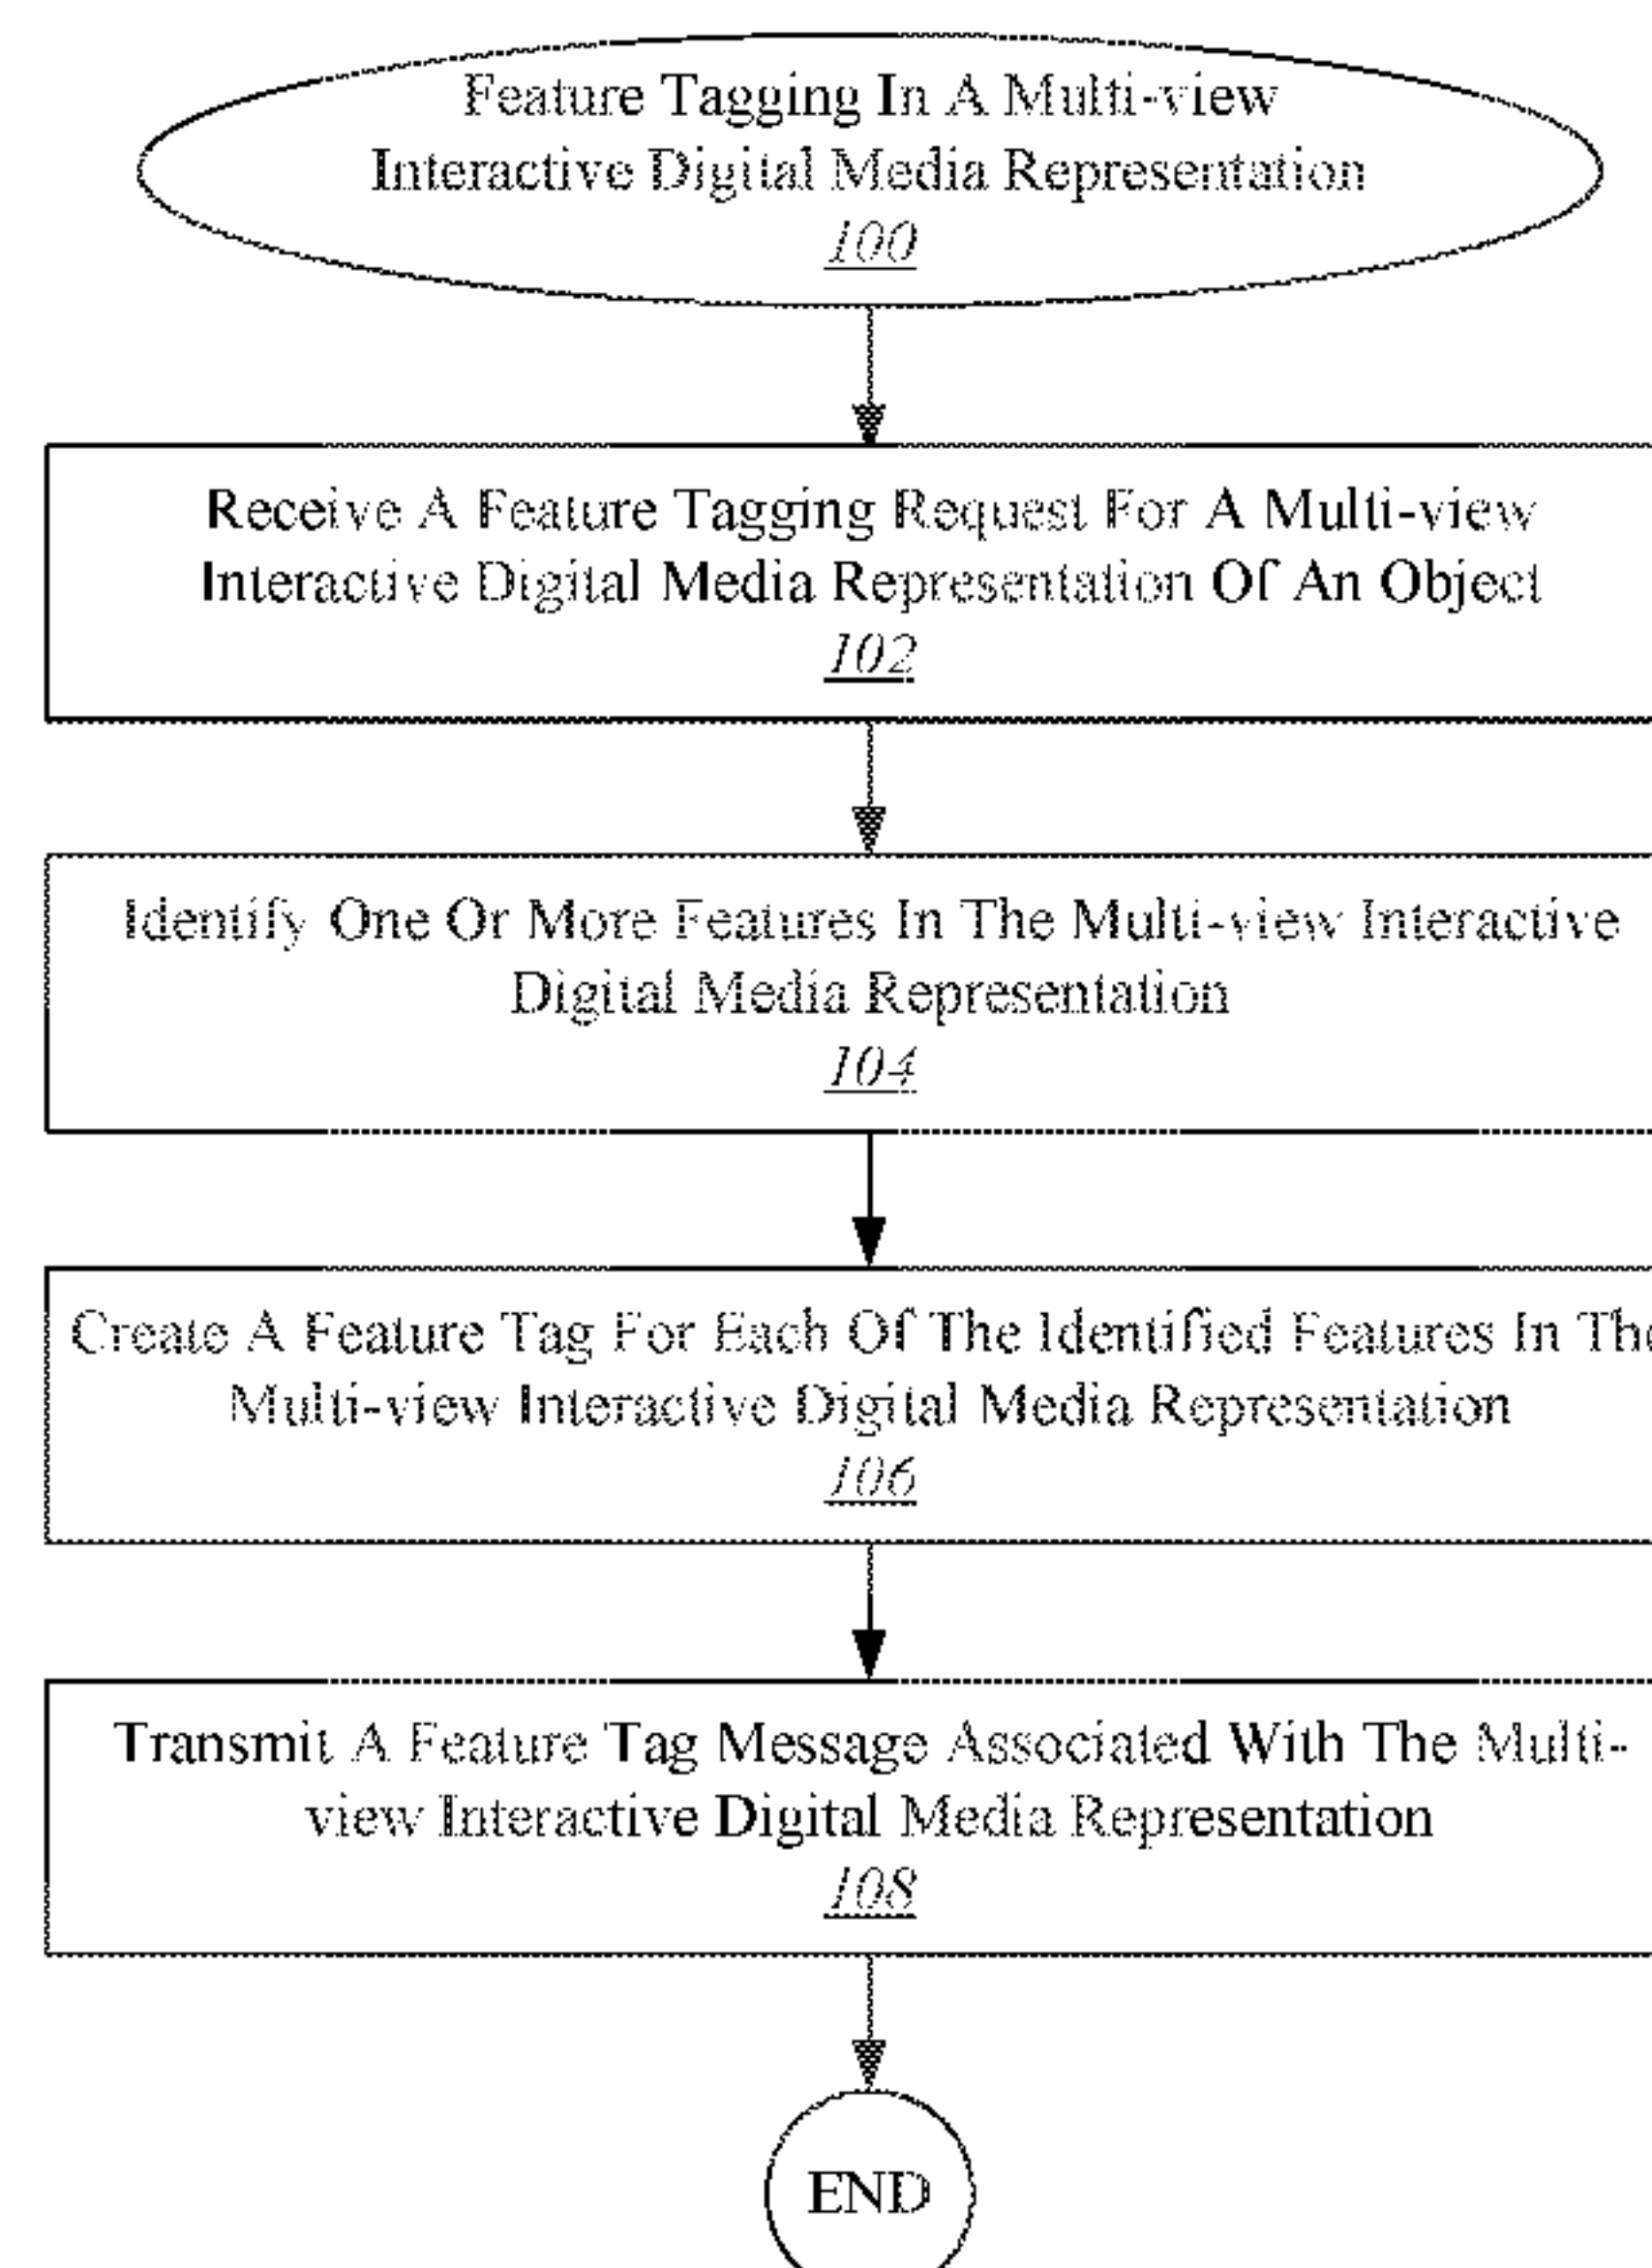 Feature Tagging In A Multi-view
Interactive Digital Media Representation
100
Receive A Feature Tagging Request For A Multi-view
Interactive Digital Media Representation Of An Object
102
Identify One Or More Features In The Multi-view Interactive
Digital Media Representation
104
Create A Feature Tag For Each Of The Identified Features In The
Multi-view Interactive Digital Media Representation
106
Transmit A Feature Tag Message Associated With The Multi-
view Interactive Digital Media Representation
108
END